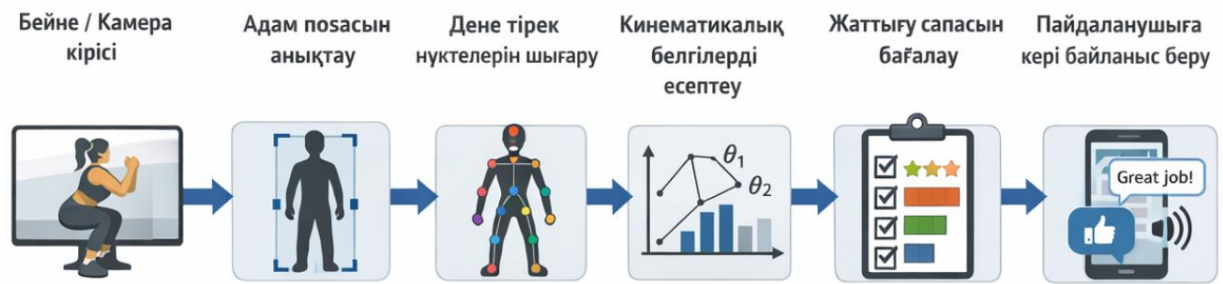 Бейне / Камера
кірісі
Адам поsасын
анықтау
Дене тірек
нүктелерін шығару
Кинематикалық
белгілерді
есептеу
Жаттығу сапасын
бағалау
Пайдаланушыға
кері байланыс беру
θ1
θ2
Great job!